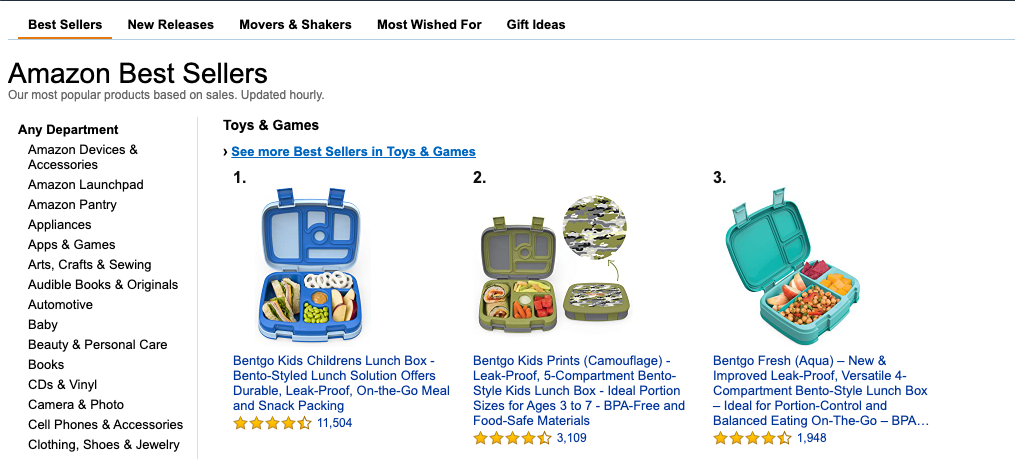 Best Sellers New Releases Movers & Shakers Most Wished For Gift Ideas
Amazon Best Sellers
Our most popular products based on sales. Updated hourly.
Any Department
Amazon Devices &
Accessories
Amazon Launchpad
Amazon Pantry
Appliances
Apps & Games
Arts, Crafts & Sewing
Audible Books & Originals
Automotive
Baby
Beauty & Personal Care
Books
CDs & Vinyl
Camera & Photo
Cell Phones & Accessories
Clothing, Shoes & Jewelry
Toys & Games
› See more Best Sellers in Toys & Games
1.
Bentgo Kids Childrens Lunch Box -
Bento-Styled Lunch Solution Offers
Durable, Leak-Proof, On-the-Go Meal
and Snack Packing
11,504
2.
Bentgo Kids Prints (Camouflage) -
Leak-Proof, 5-Compartment Bento-
Style Kids Lunch Box - Ideal Portion
Sizes for Ages 3 to 7 - BPA-Free and
Food-Safe Materials
3,109
3.
Bentgo Fresh (Aqua) – New &
Improved Leak-Proof, Versatile 4-
Compartment Bento-Style Lunch Box
– Ideal for Portion-Control and
Balanced Eating On-The-Go – BPA…
1,948